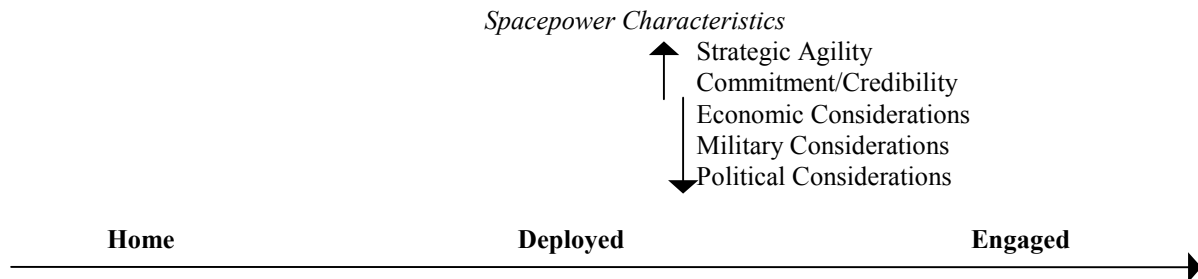 Spacepower Characteristics
Strategic Agility
Commitment/Credibility
Economic Considerations
Military Considerations
Political Considerations
Home Deployed Engaged